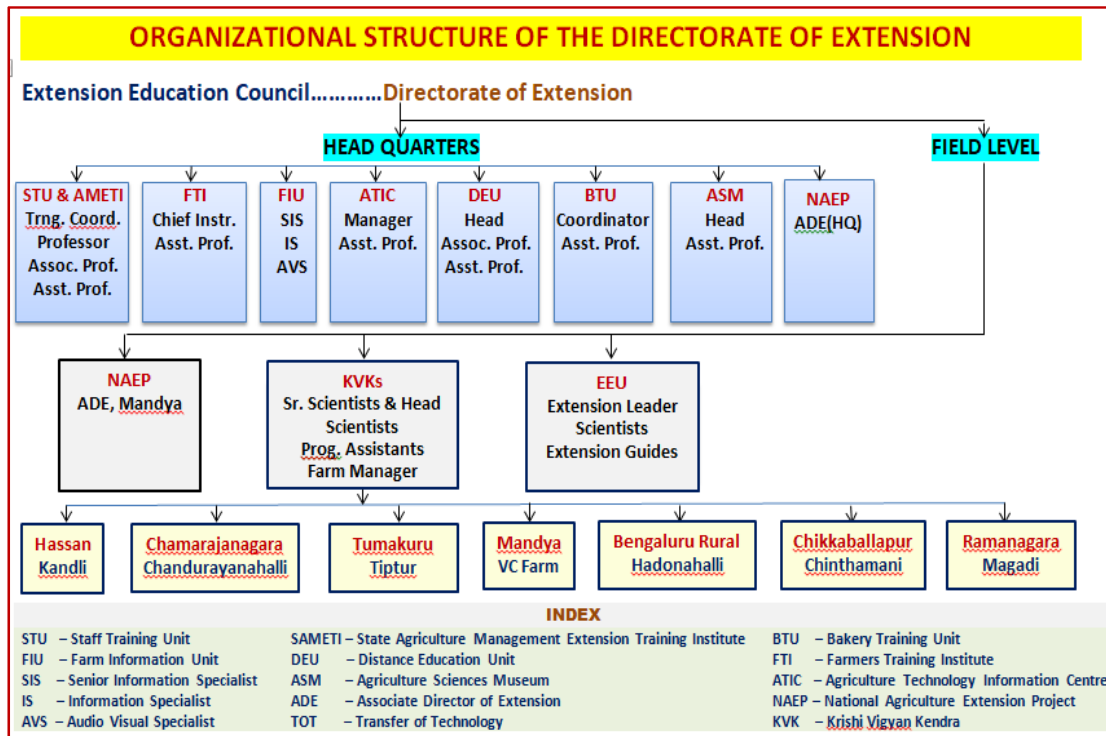 ORGANIZATIONAL STRUCTURE OF THE DIRECTORATE OF EXTENSION
Extension Education Council............Directorate of Extension
HEAD QUARTERS
FIELD LEVEL
STU & AMETI
Trng. Coord.
Professor
Assoc. Prof.
Asst. Prof.
FTI
Chief Instr.
Asst. Prof.
FIU
SIS
IS
AVS
ATIC
Manager
Asst. Prof.
DEU
Head
Assoc. Prof.
Asst. Prof.
BTU
Coordinator
Asst. Prof.
ASM
Head
Asst. Prof.
NAEP
ADE(HQ)
NAEP
ADE, Mandya
KVKs
Sr. Scientists & Head
Scientists
Prog. Assistants
Farm Manager
EEU
Extension Leader
Scientists
Extension Guides
Hassan
Kandli
Chamarajanagara
Chandurayanahalli
Tumakuru
Tiptur
Mandya
VC Farm
Bengaluru Rural
Hadonahalli
Chikkaballapur
Chinthamani
Ramanagara
Magadi
INDEX
STU – Staff Training Unit
FIU – Farm Information Unit
SIS – Senior Information Specialist
IS – Information Specialist
AVS – Audio Visual Specialist
SAMETI – State Agriculture Management Extension Training Institute
DEU – Distance Education Unit
ASM – Agriculture Sciences Museum
ADE – Associate Director of Extension
TOT – Transfer of Technology
BTU – Bakery Training Unit
FTI – Farmers Training Institute
ATIC – Agriculture Technology Information Centre
NAEP – National Agriculture Extension Project
KVK – Krishi Vigyan Kendra